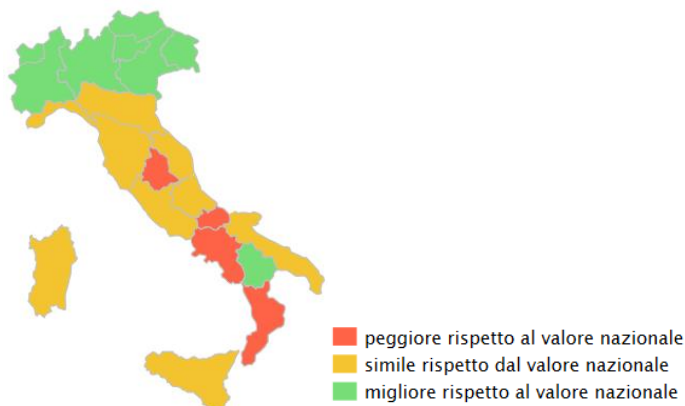 peggiore rispetto al valore nazionale
simile rispetto dal valore nazionale
migliore rispetto al valore nazionale